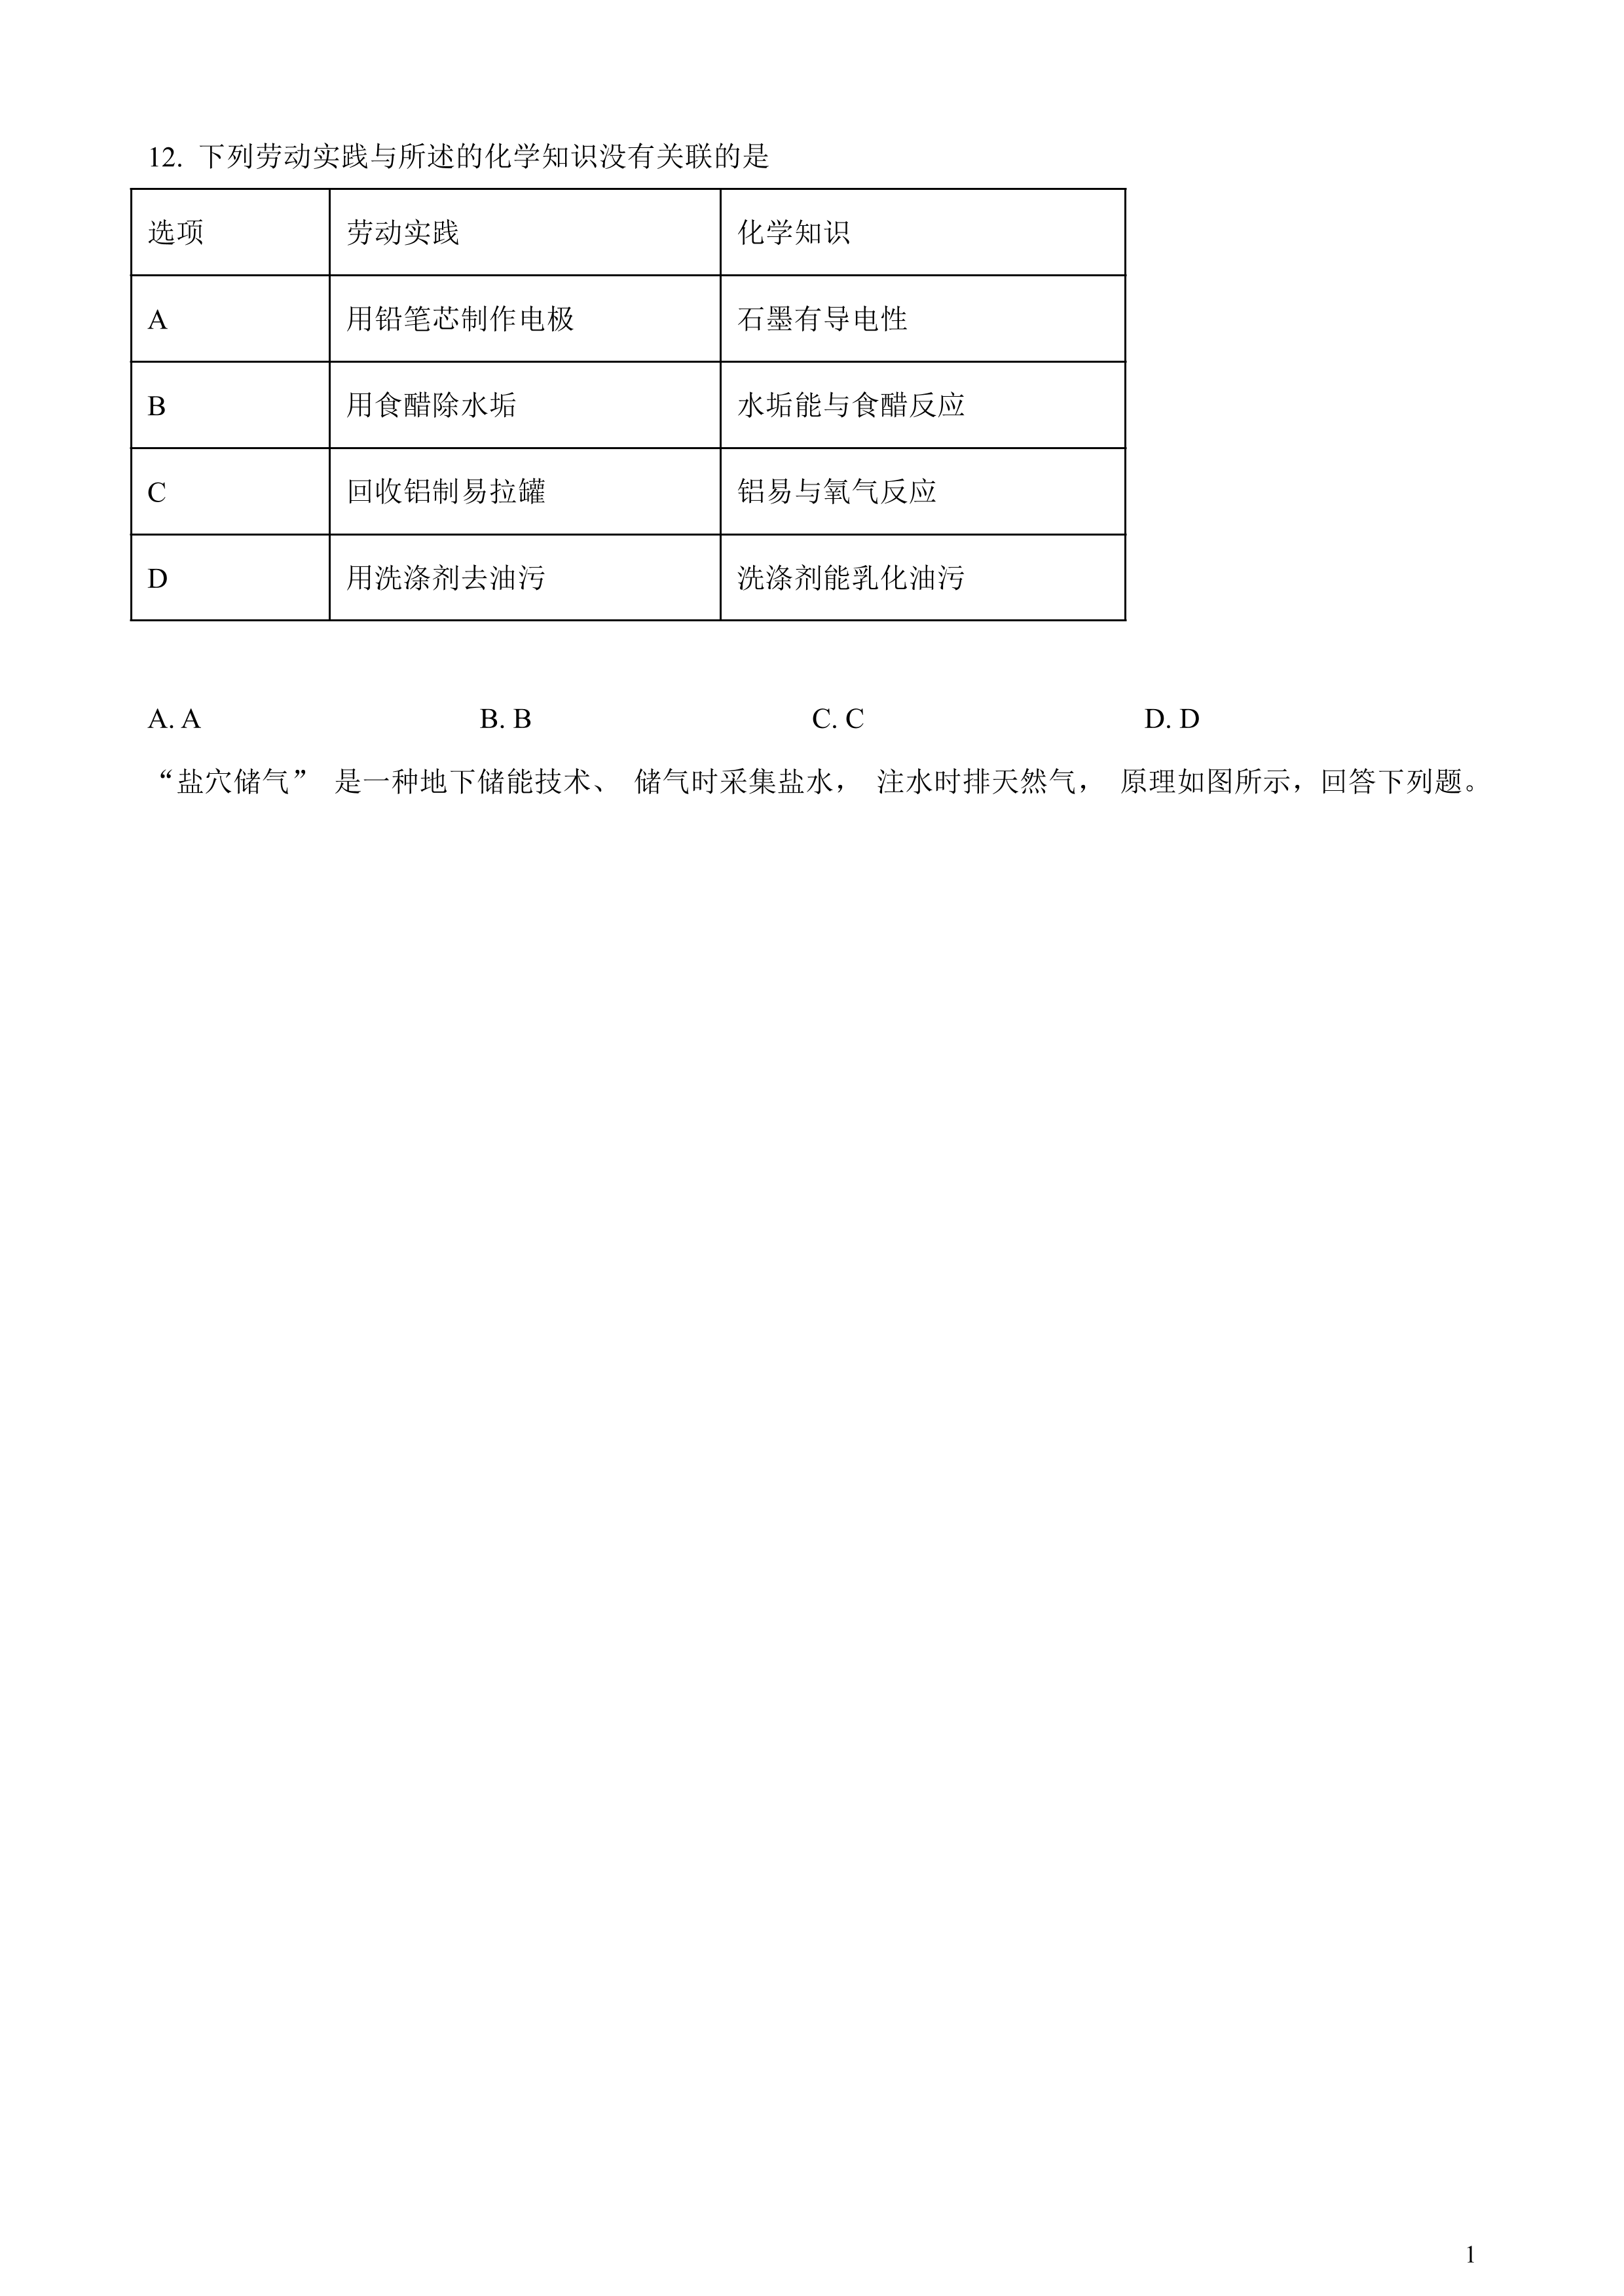 12. 下列劳动实践与所述的化学知识没有关联的是
选项 劳动实践 化学知识
A 用铅笔芯制作电极 石墨有导电性
B 用食醋除水垢 水垢能与食醋反应
C 回收铝制易拉罐 铝易与氧气反应
D 用洗涤剂去油污 洗涤剂能乳化油污
A. A B. B C. C D. D
“盐穴储气” 是一种地下储能技术、 储气时采集盐水， 注水时排天然气， 原理如图所示，回答下列题。
1